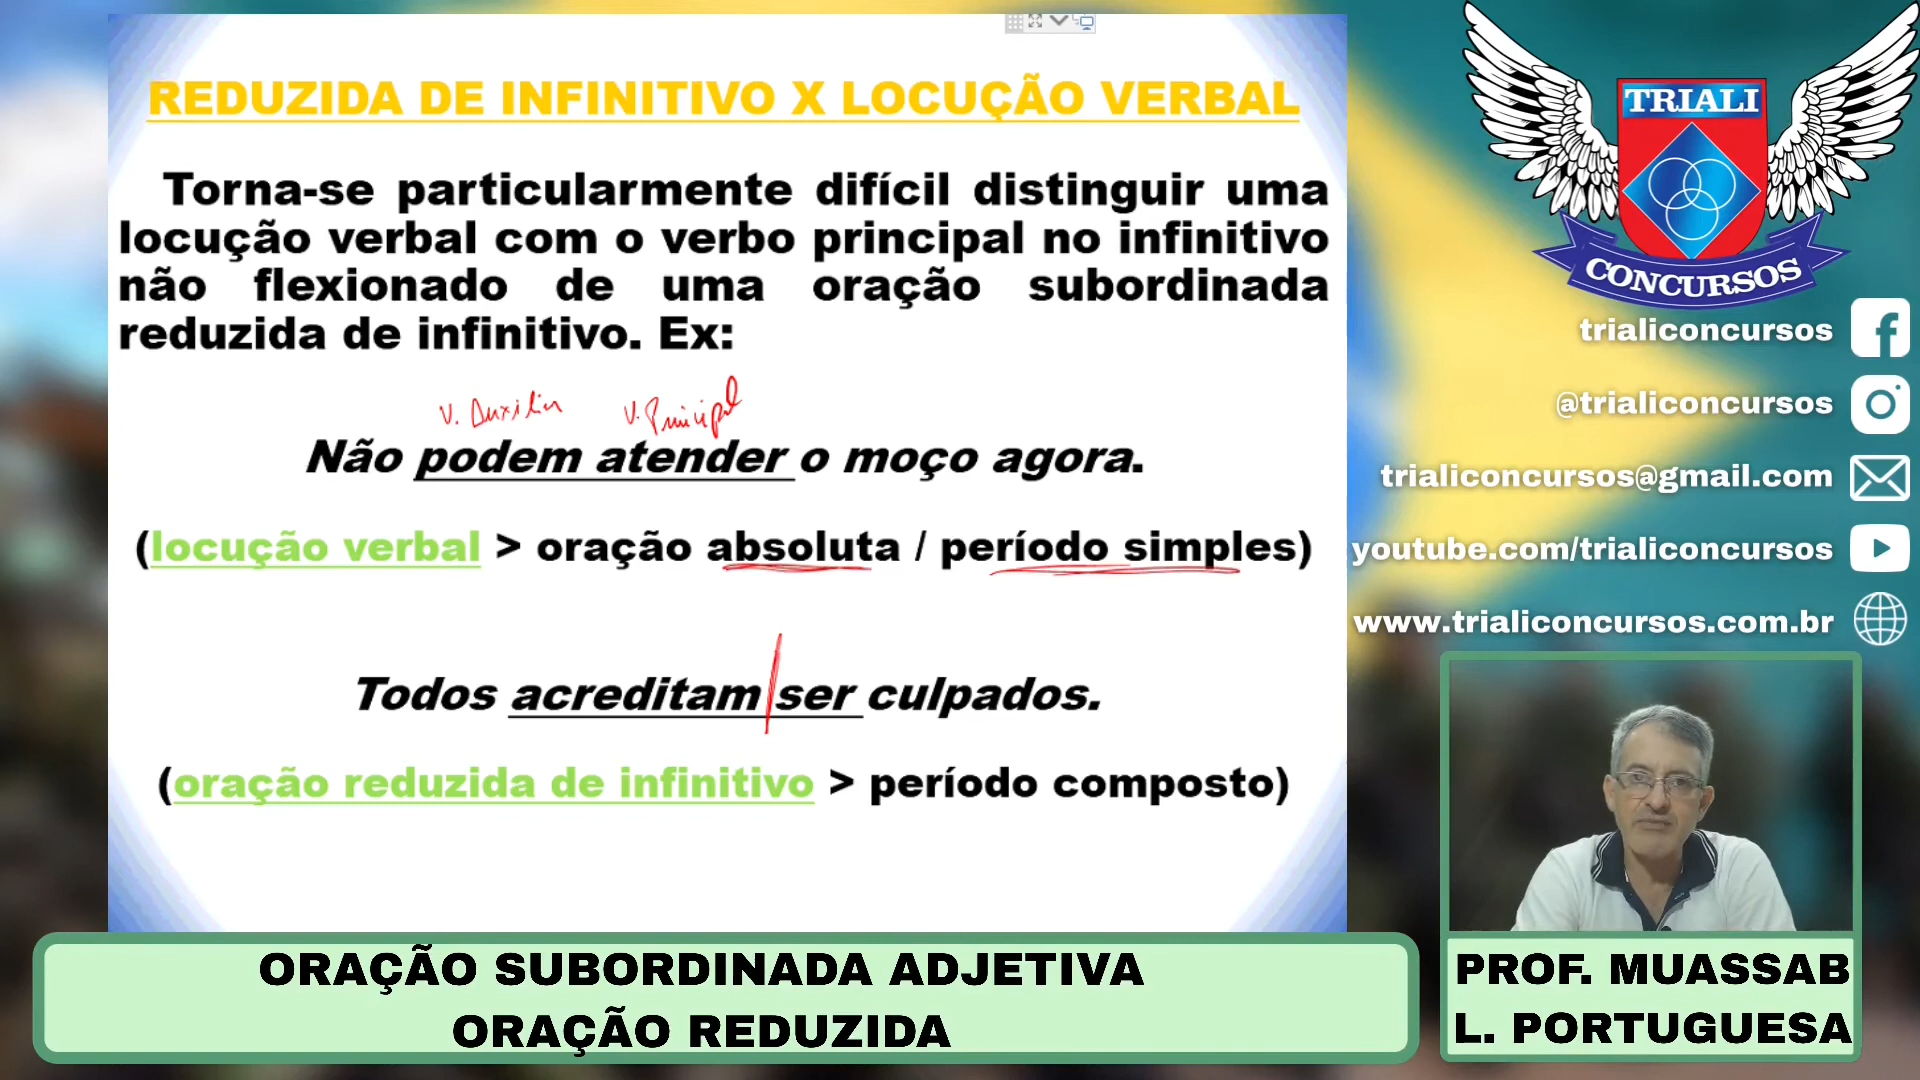 REDUZIDA DE INFINITIVO X LOCUÇÃO VERBAL
Torna-se particularmente difícil distinguir uma
locução verbal com o verbo principal no infinitivo
não flexionado de uma oração subordinada
reduzida de infinitivo. Ex:
V. Auxiliar V. Principal
Não podem atender o moço agora.
(locução verbal > oração absoluta / período simples)
Todos acreditam ser culpados.
(oração reduzida de infinitivo > período composto)
TRIALI
CONCURSOS
trialiconcursos
@trialiconcursos
trialiconcursos@gmail.com
youtube.com/trialiconcursos
www.trialiconcursos.com.br
ORAÇÃO SUBORDINADA ADJETIVA
ORAÇÃO REDUZIDA
PROF. MUASSAB
L. PORTUGUESA